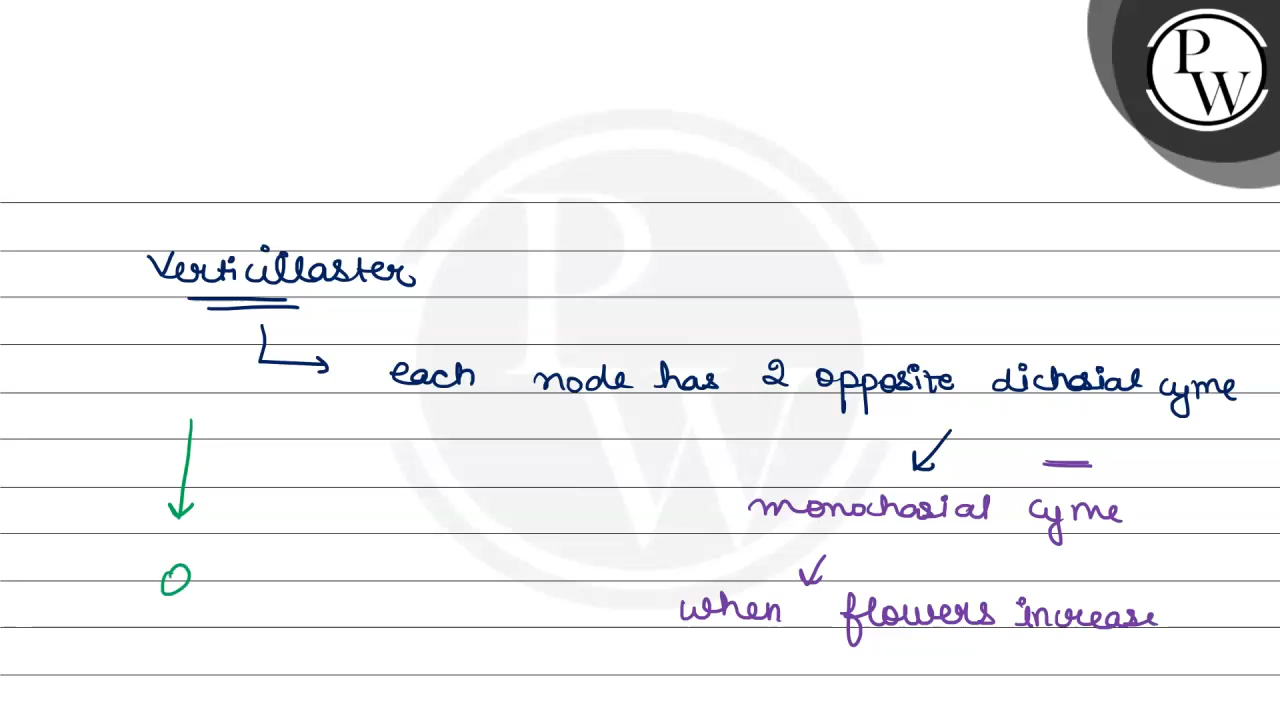 PW
Verticillaster
each node has 2 opposite dichasial cyme
monochasial cyme
when flowers increase
O